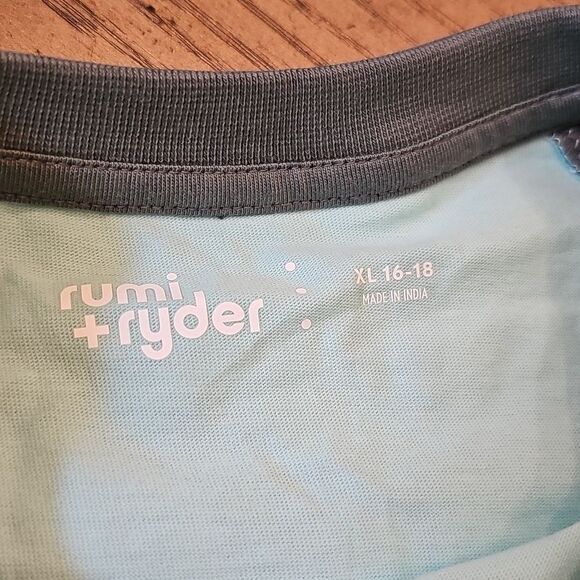 rumi
+ryder
XL 16-18
MADE IN INDIA